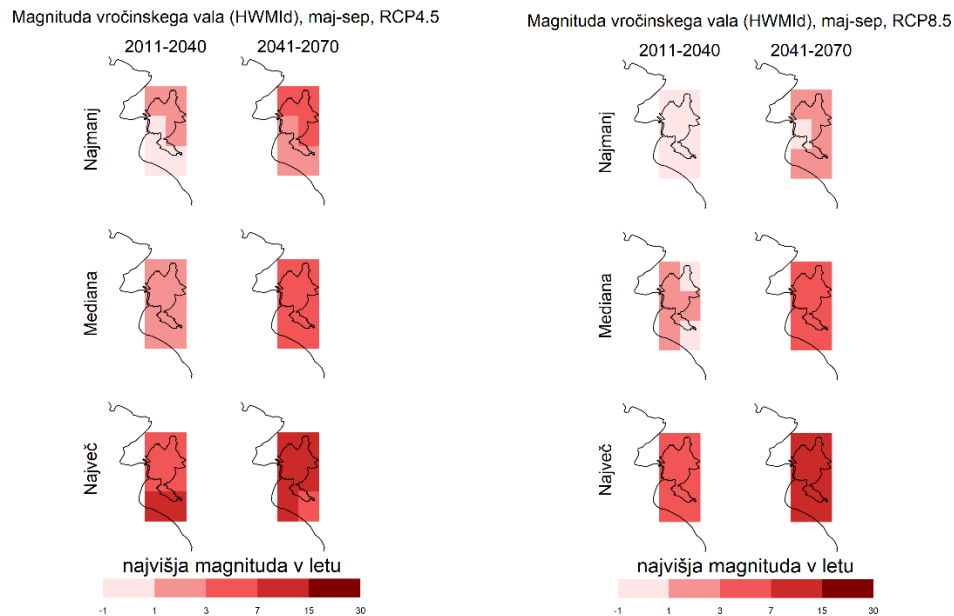 Magnituda vročinskega vala (HWMId), maj-sep, RCP4.5
2011-2040 2041-2070
Najmanj
Mediana
Največ
najvišja magnituda v letu
-1 1 3 7 15 30
Magnituda vročinskega vala (HWMId), maj-sep, RCP8.5
2011-2040 2041-2070
Najmanj
Mediana
Največ
najvišja magnituda v letu
-1 1 3 7 15 30